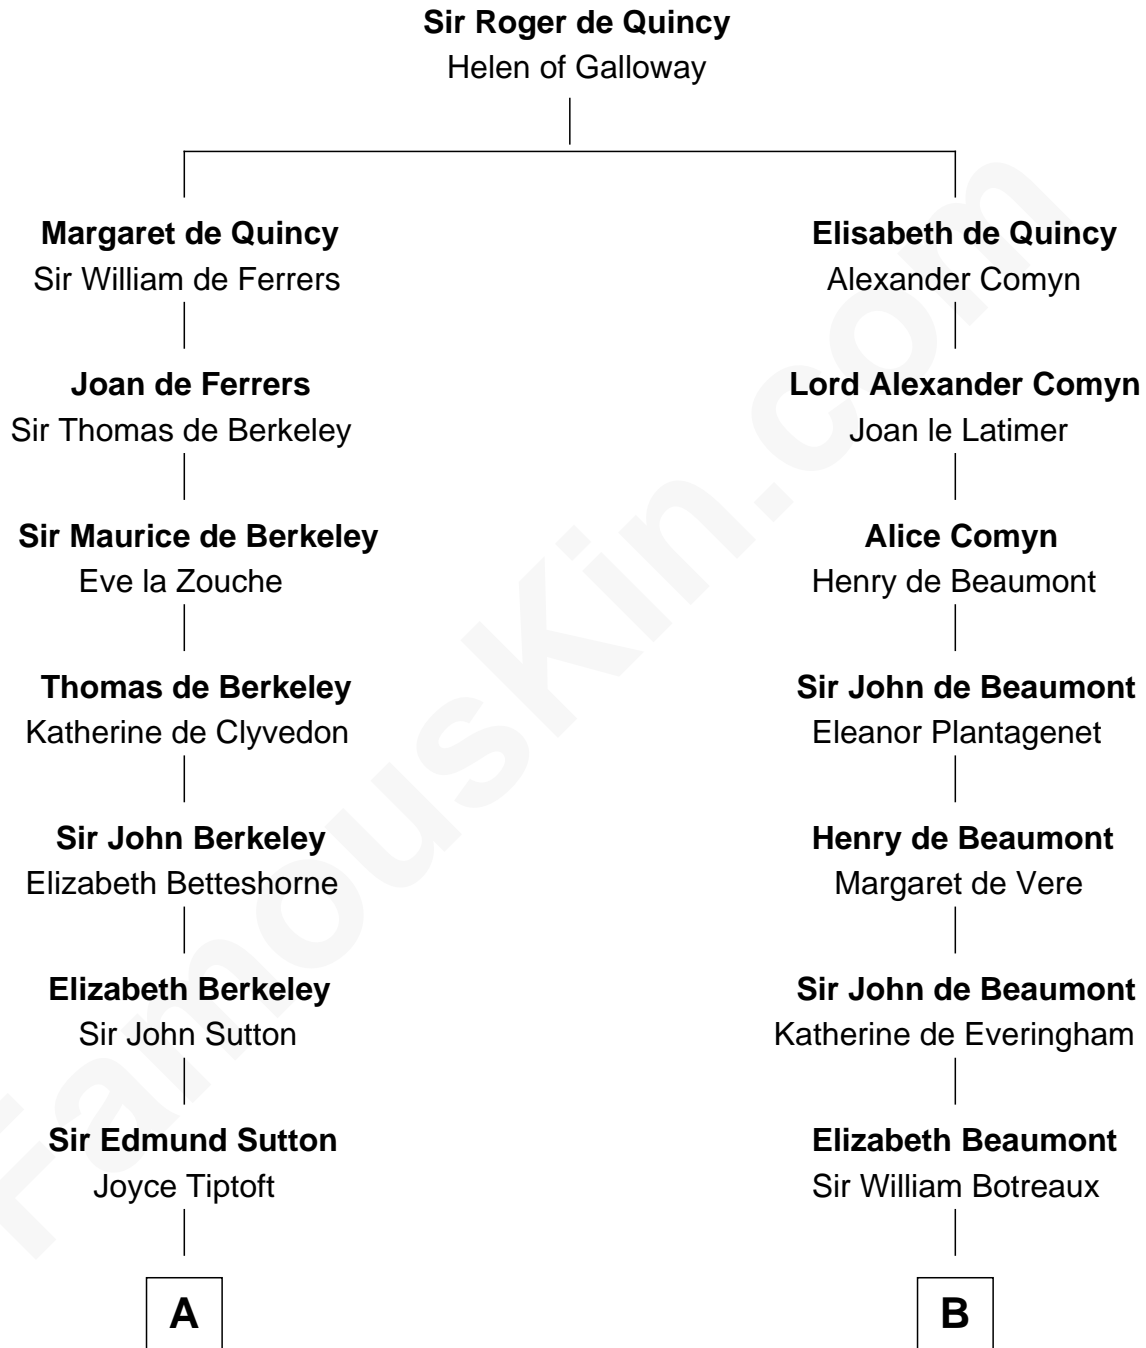 Sir Roger de Quincy
Helen of Galloway
Margaret de Quincy
Sir William de Ferrers
Elisabeth de Quincy
Alexander Comyn
Joan de Ferrers
Sir Thomas de Berkeley
Lord Alexander Comyn
Joan le Latimer
Sir Maurice de Berkeley
Eve la Zouche
Alice Comyn
Henry de Beaumont
Thomas de Berkeley
Katherine de Clyvedon
Sir John de Beaumont
Eleanor Plantagenet
Sir John Berkeley
Elizabeth Betteshorne
Henry de Beaumont
Margaret de Vere
Elizabeth Berkeley
Sir John Sutton
Sir John de Beaumont
Katherine de Everingham
Sir Edmund Sutton
Joyce Tiptoft
Elizabeth Beaumont
Sir William Botreaux
A
B
FamousKin.com